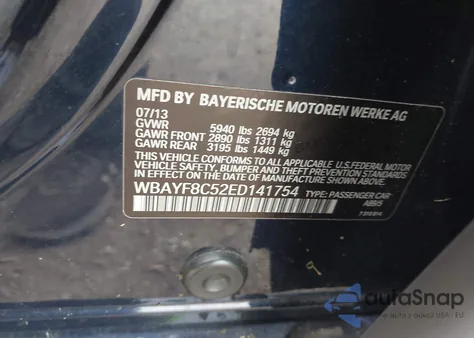 MFD BY BAYERISCHE MOTOREN WERKE AG
07/13
GVWR 5940 lbs 2694 kg
GAWR FRONT 2890 lbs 1311 kg
GAWR REAR 3195 lbs 1449 kg
THIS VEHICLE CONFORMS TO ALL APPLICABLE U.S. FEDERAL MOTOR
VEHICLE SAFETY, BUMPER, AND THEFT PREVENTION STANDARDS IN
EFFECT ON THE DATE OF MANUFACTURE SHOWN ABOVE.
WBAYF8C52ED141754 TYPE: PASSENGER CAR
autoSnap